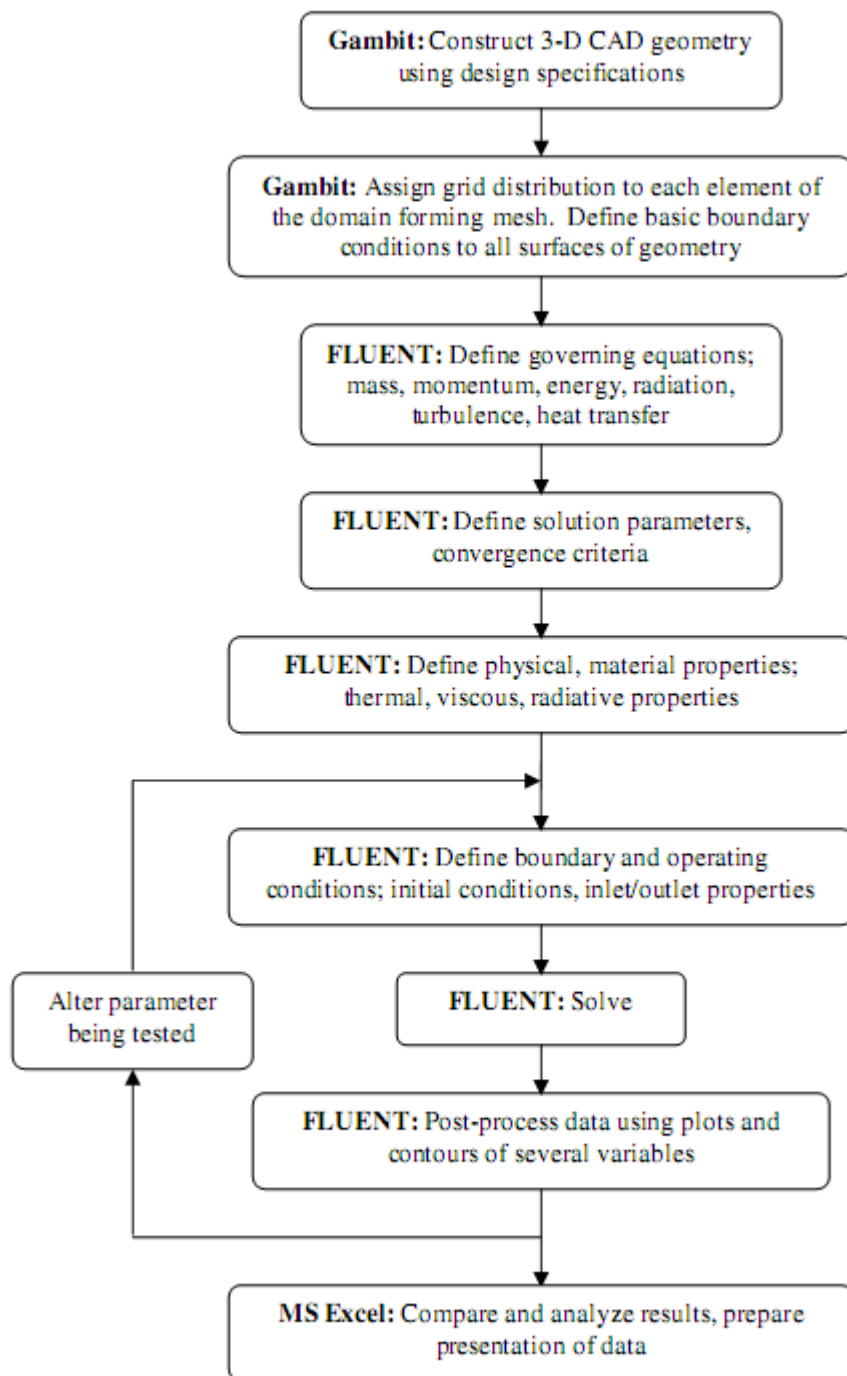 Gambit: Construct 3-D CAD geometry
using design specifications
Gambit: Assign grid distribution to each element of
the domain forming mesh. Define basic boundary
conditions to all surfaces of geometry
FLUENT: Define governing equations;
mass, momentum, energy, radiation,
turbulence, heat transfer
FLUENT: Define solution parameters,
convergence criteria
FLUENT: Define physical, material properties;
thermal, viscous, radiative properties
FLUENT: Define boundary and operating
conditions; initial conditions, inlet/outlet properties
Alter parameter
being tested
FLUENT: Solve
FLUENT: Post-process data using plots and
contours of several variables
MS Excel: Compare and analyze results, prepare
presentation of data